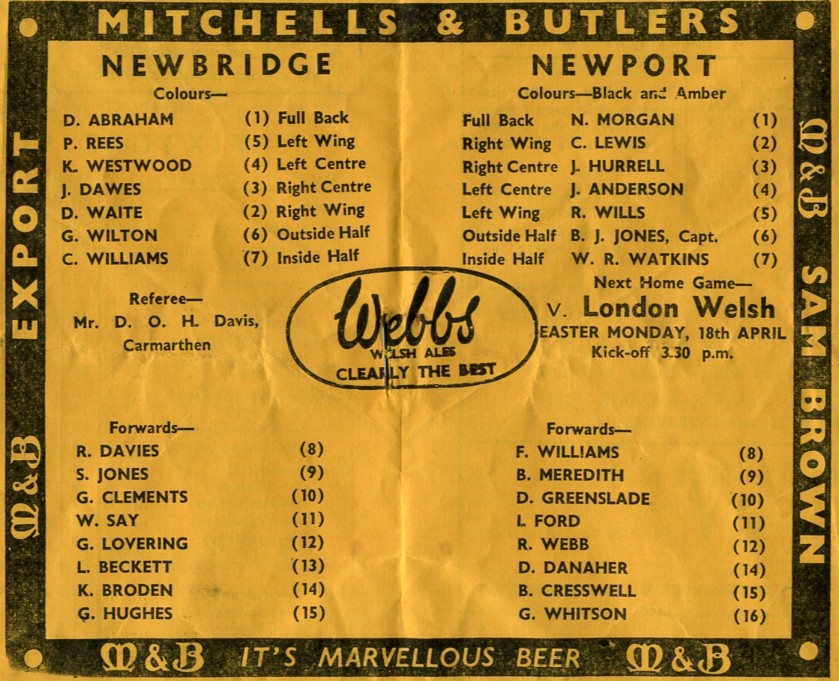 MITCHELLS & BUTLERS
EXPORT
M&B
NEWBRIDGE
Colours—
D. ABRAHAM (1) Full Back
P. REES (5) Left Wing
K. WESTWOOD (4) Left Centre
J. DAWES (3) Right Centre
D. WAITE (2) Right Wing
G. WILTON (6) Outside Half
C. WILLIAMS (7) Inside Half
Referee—
Mr. D. O. H. Davis,
Carmarthen
Forwards—
R. DAVIES (8)
S. JONES (9)
G. CLEMENTS (10)
W. SAY (11)
G. LOVERING (12)
L. BECKETT (13)
K. BRODEN (14)
G. HUGHES (15)
Webbs
WELSH ALES
CLEARLY THE BEST
NEWPORT
Colours—Black and Amber
Full Back N. MORGAN (1)
Right Wing C. LEWIS (2)
Right Centre J. HURRELL (3)
Left Centre J. ANDERSON (4)
Left Wing R. WILLS (5)
Outside Half B. J. JONES, Capt. (6)
Inside Half W. R. WATKINS (7)
Next Home Game—
V. London Welsh
EASTER MONDAY, 18th APRIL
Kick-off 3.30 p.m.
Forwards—
F. WILLIAMS (8)
B. MEREDITH (9)
D. GREENSLADE (10)
I. FORD (11)
R. WEBB (12)
D. DANAHER (14)
B. CRESSWELL (15)
G. WHITSON (16)
M&B
SAM BROWN
M&B IT'S MARVELLOUS BEER M&B